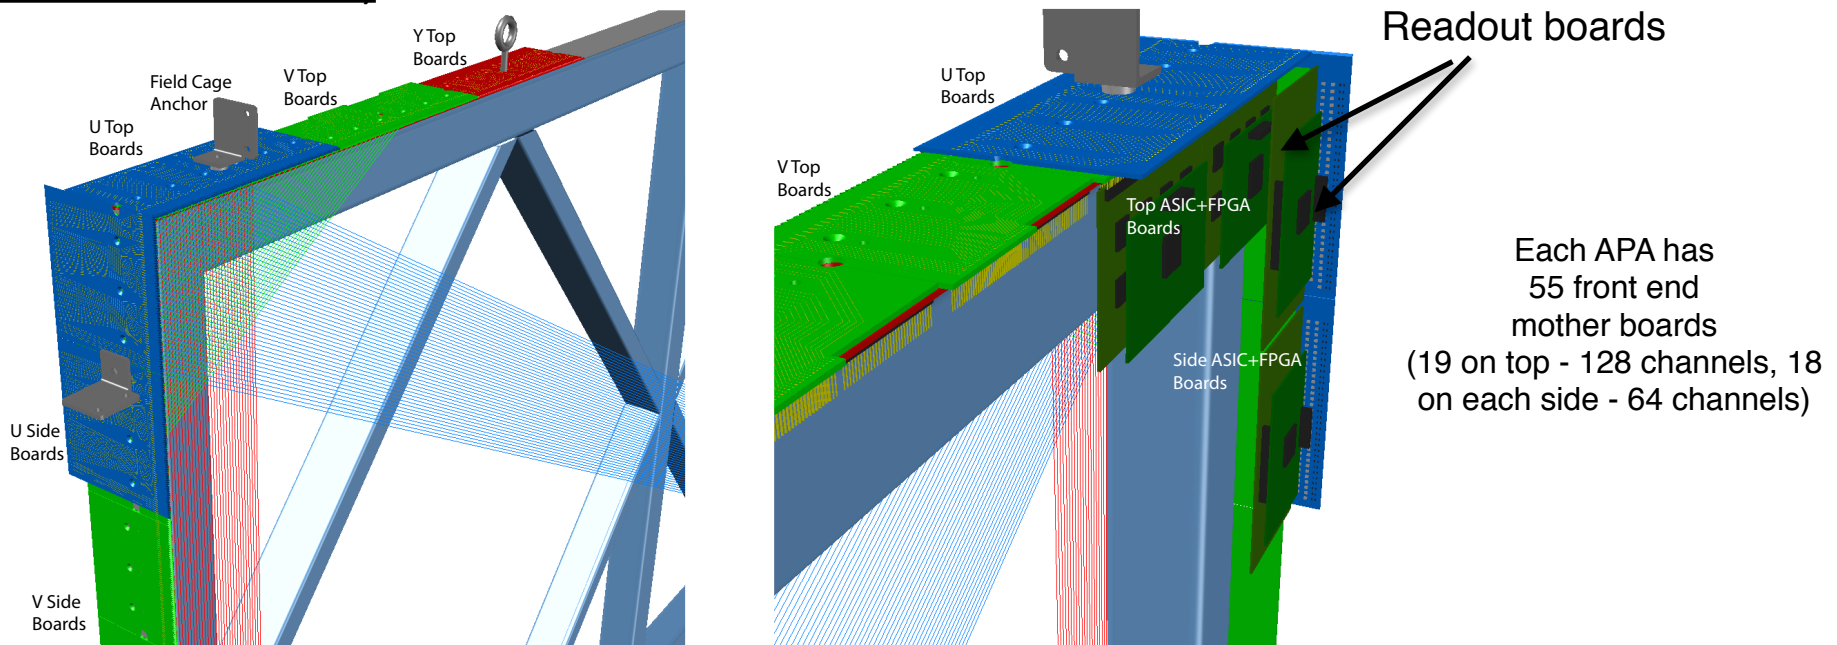 Y Top
Boards
Field Cage
Anchor
V Top
Boards
U Top
Boards
U Side
Boards
V Side
Boards
Readout boards
U Top
Boards
V Top
Boards
Top ASIC+FPGA
Boards
Side ASIC+FPGA
Boards
Each APA has
55 front end
mother boards
(19 on top - 128 channels, 18
on each side - 64 channels)